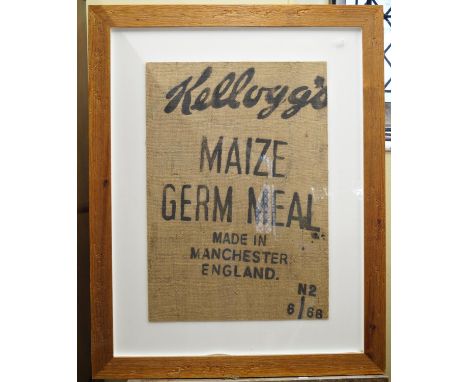 Kellogg's
MAIZE
GERM MEAL
MADE IN
MANCHESTER
ENGLAND.
N2
6/68